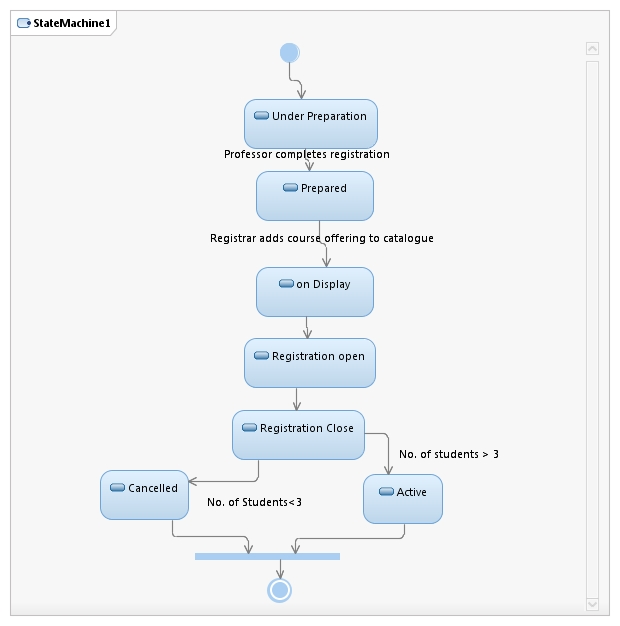 StateMachine1
Under Preparation
Professor completes registration
Prepared
Registrar adds course offering to catalogue
on Display
Registration open
Registration Close
No. of students > 3
Cancelled
Active
No. of Students<3